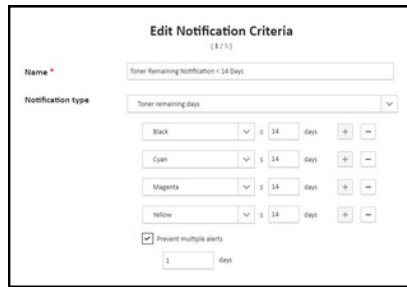 Edit Notification Criteria
(1/5)
Name *
Toner Remaining Notification < 14 Days
Notification type
Toner remaining days
Black ≤ 14 days + −
Cyan ≤ 14 days + −
Magenta ≤ 14 days + −
Yellow ≤ 14 days + −
Prevent multiple alerts
1 days